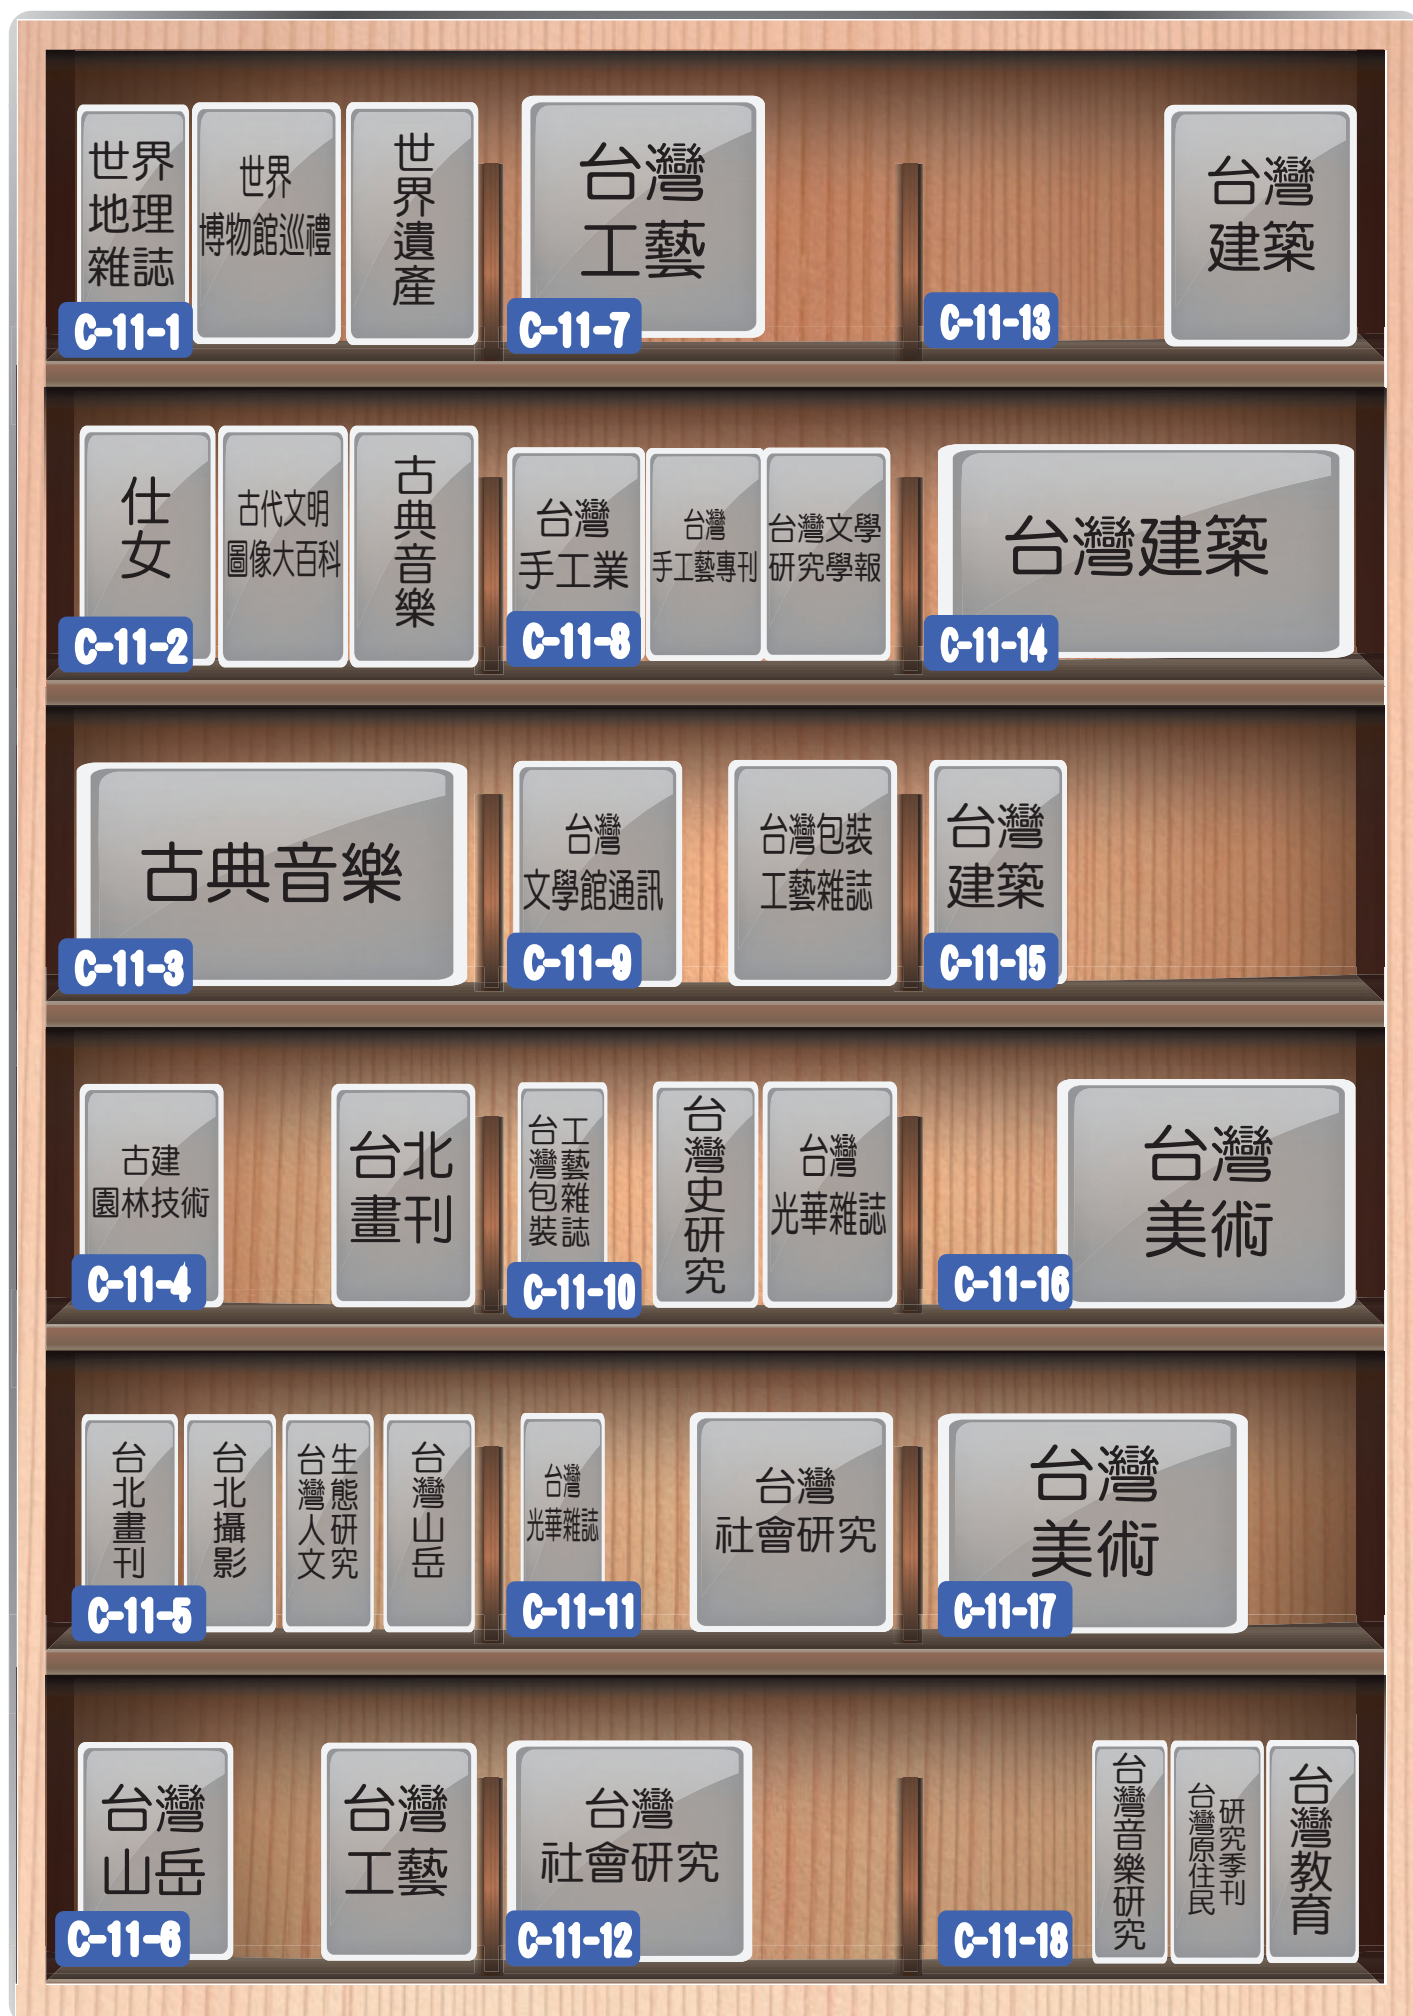 世界
地理
雜誌
世界
博物館巡禮
世界遺產
C-11-1
台灣
工藝
C-11-7
台灣
建築
C-11-13
仕女
古代文明
圖像大百科
古典音樂
C-11-2
台灣
手工業
台灣
手工藝專刊
台灣文學
研究學報
C-11-8
台灣建築
C-11-14
古典音樂
C-11-3
台灣
文學館通訊
台灣包裝
工藝雜誌
C-11-9
台灣
建築
C-11-15
古建
園林技術
台北
畫刊
C-11-4
台灣包裝
工藝雜誌
台灣史研究
台灣
光華雜誌
C-11-10
台灣
美術
C-11-16
台北畫刊
台北攝影
台灣人文
生態研究
台灣山岳
C-11-5
台灣
光華雜誌
台灣
社會研究
C-11-11
台灣
美術
C-11-17
台灣
山岳
台灣
工藝
C-11-6
台灣
社會研究
C-11-12
台灣音樂研究
台灣原住民
研究季刊
台灣教育
C-11-18